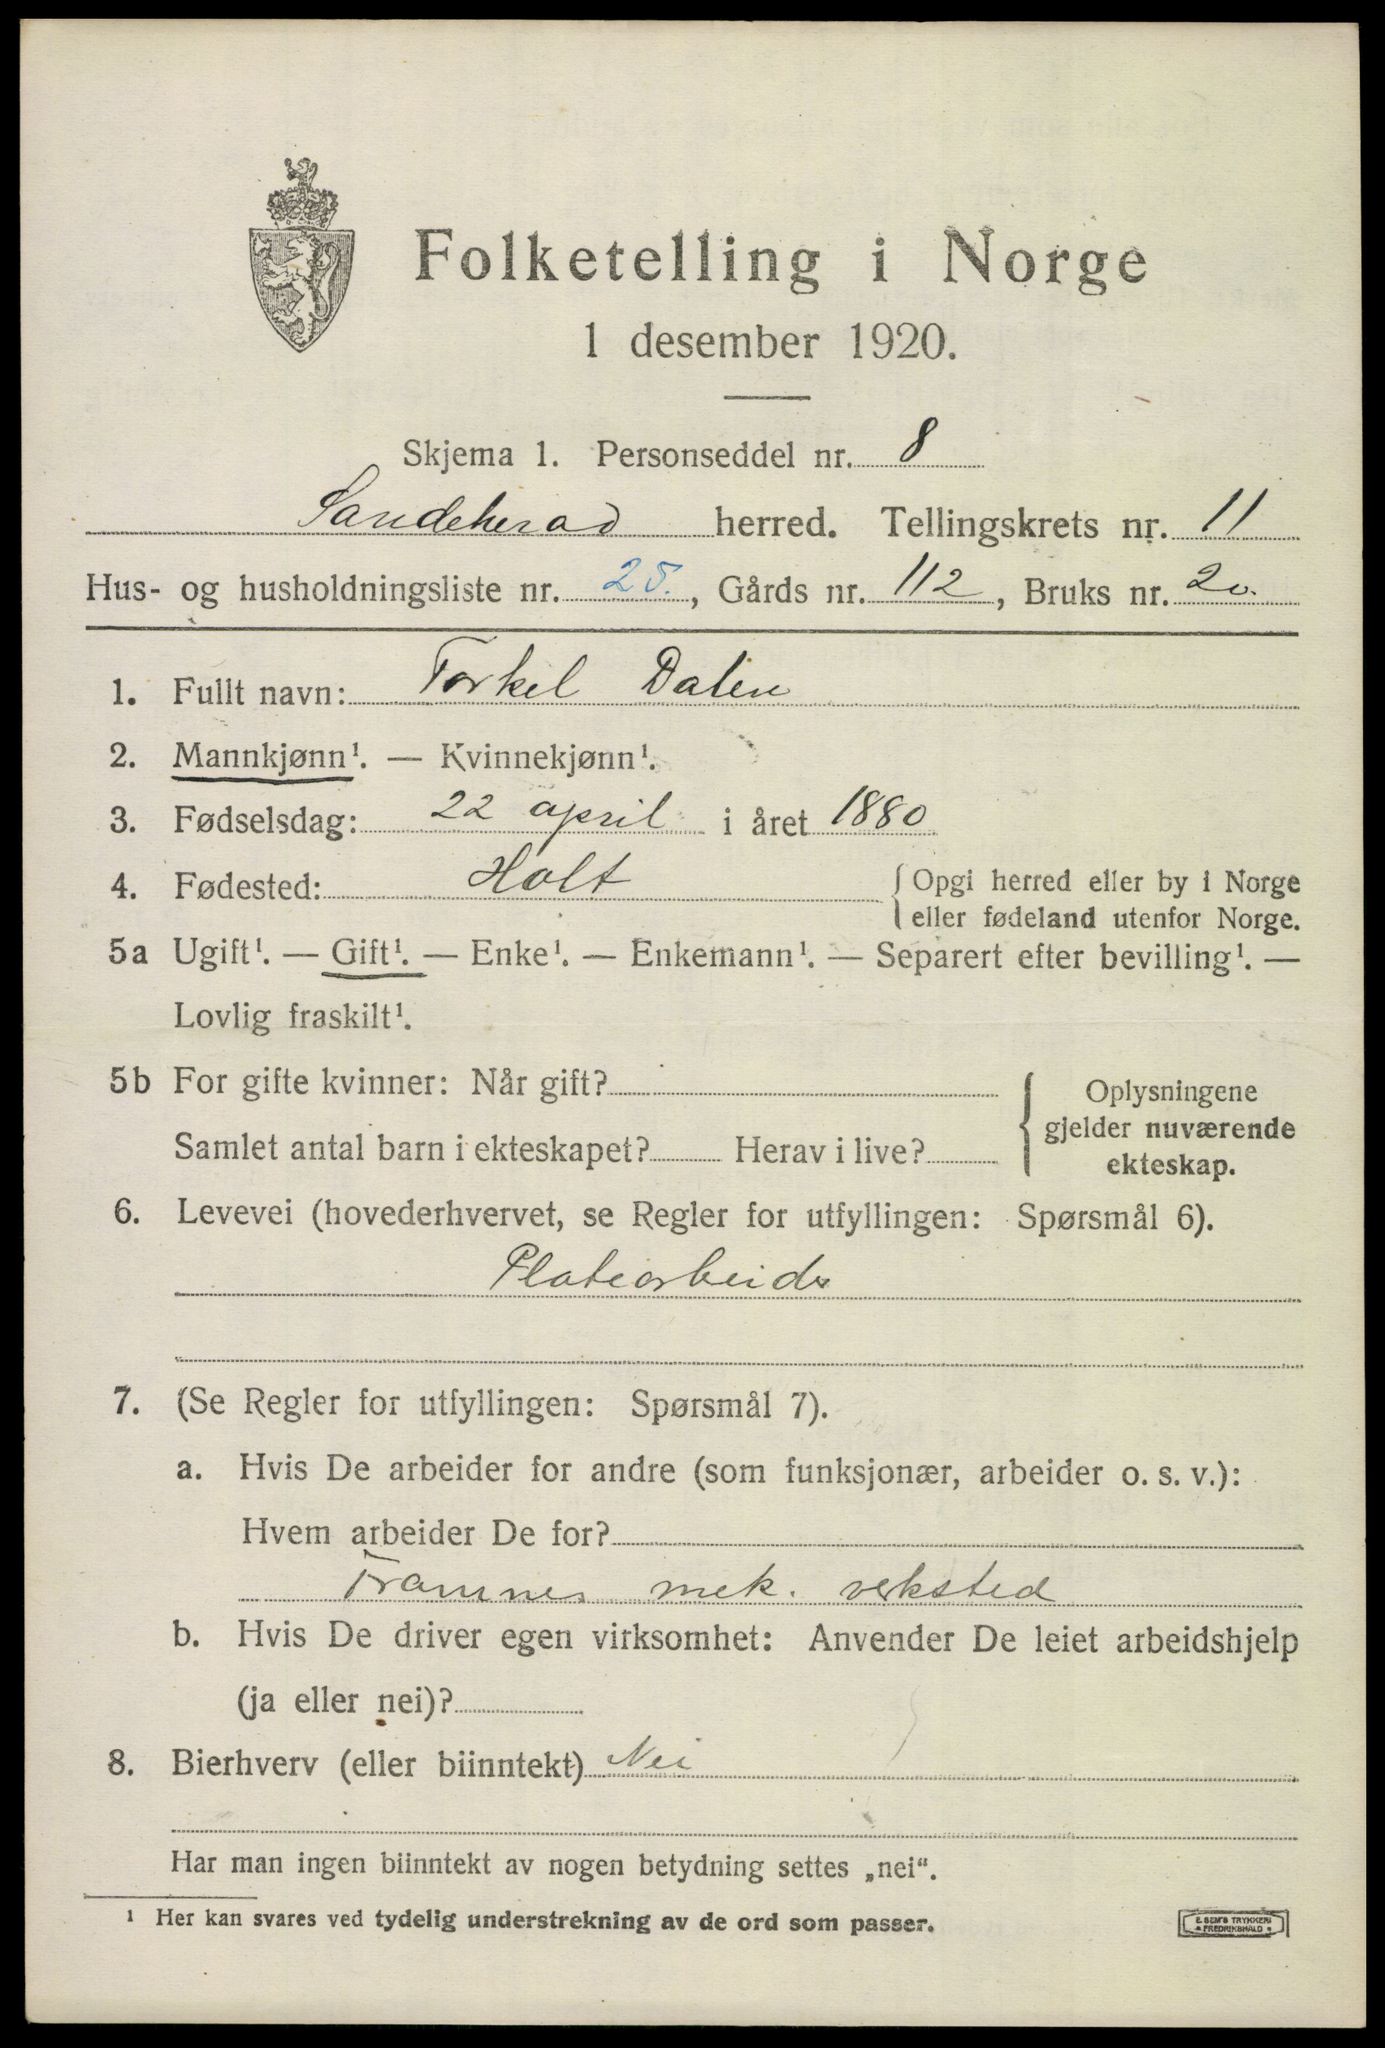 Folketelling i Norge
1 desember 1920.
Skjema 1. Personseddel nr. 8
Sandeherad herred. Tellingskrets nr. 11
Hus- og husholdningsliste nr. 25., Gårds nr. 112, Bruks nr. 20.
1. Fullt navn: Torkel Dalen
2. Mannkjønn¹. — Kvinnekjønn¹.
3. Fødselsdag: 22 april i året 1880
4. Fødested: Holt { Opgi herred eller by i Norge
eller fødeland utenfor Norge.
5a Ugift¹. — Gift¹. — Enke¹. — Enkemann¹. — Separert efter bevilling¹. —
Lovlig fraskilt¹.
5b For gifte kvinner: Når gift? { Oplysningene
gjelder nuværende
Samlet antal barn i ekteskapet? Herav i live?
ekteskap.
6. Levevei (hovederhvervet, se Regler for utfyllingen: Spørsmål 6).
Platearbeider
7. (Se Regler for utfyllingen: Spørsmål 7).
a. Hvis De arbeider for andre (som funksjonær, arbeider o. s. v.):
Hvem arbeider De for?
Framnes mek. verksted
b. Hvis De driver egen virksomhet: Anvender De leiet arbeidshjelp
(ja eller nei)?
8. Bierhverv (eller biinntekt) Nei
Har man ingen biinntekt av nogen betydning settes „nei“.
¹ Her kan svares ved tydelig understrekning av de ord som passer.
E. SEM'S TRYKKERI
FREDRIKSHALD